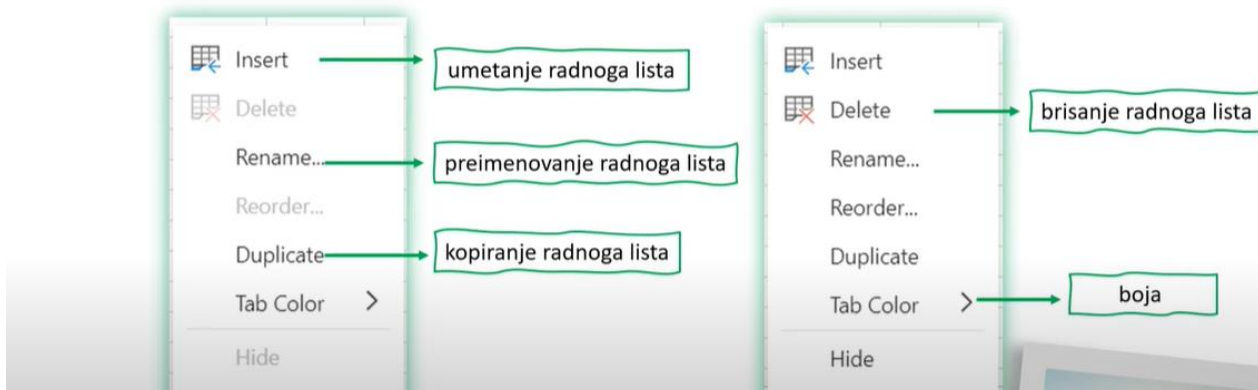 Insert
umetanje radnoga lista
Delete
Rename...
preimenovanje radnoga lista
Reorder...
Duplicate
kopiranje radnoga lista
Tab Color
Hide
Insert
Delete
brisanje radnoga lista
Rename...
Reorder...
Duplicate
Tab Color
boja
Hide